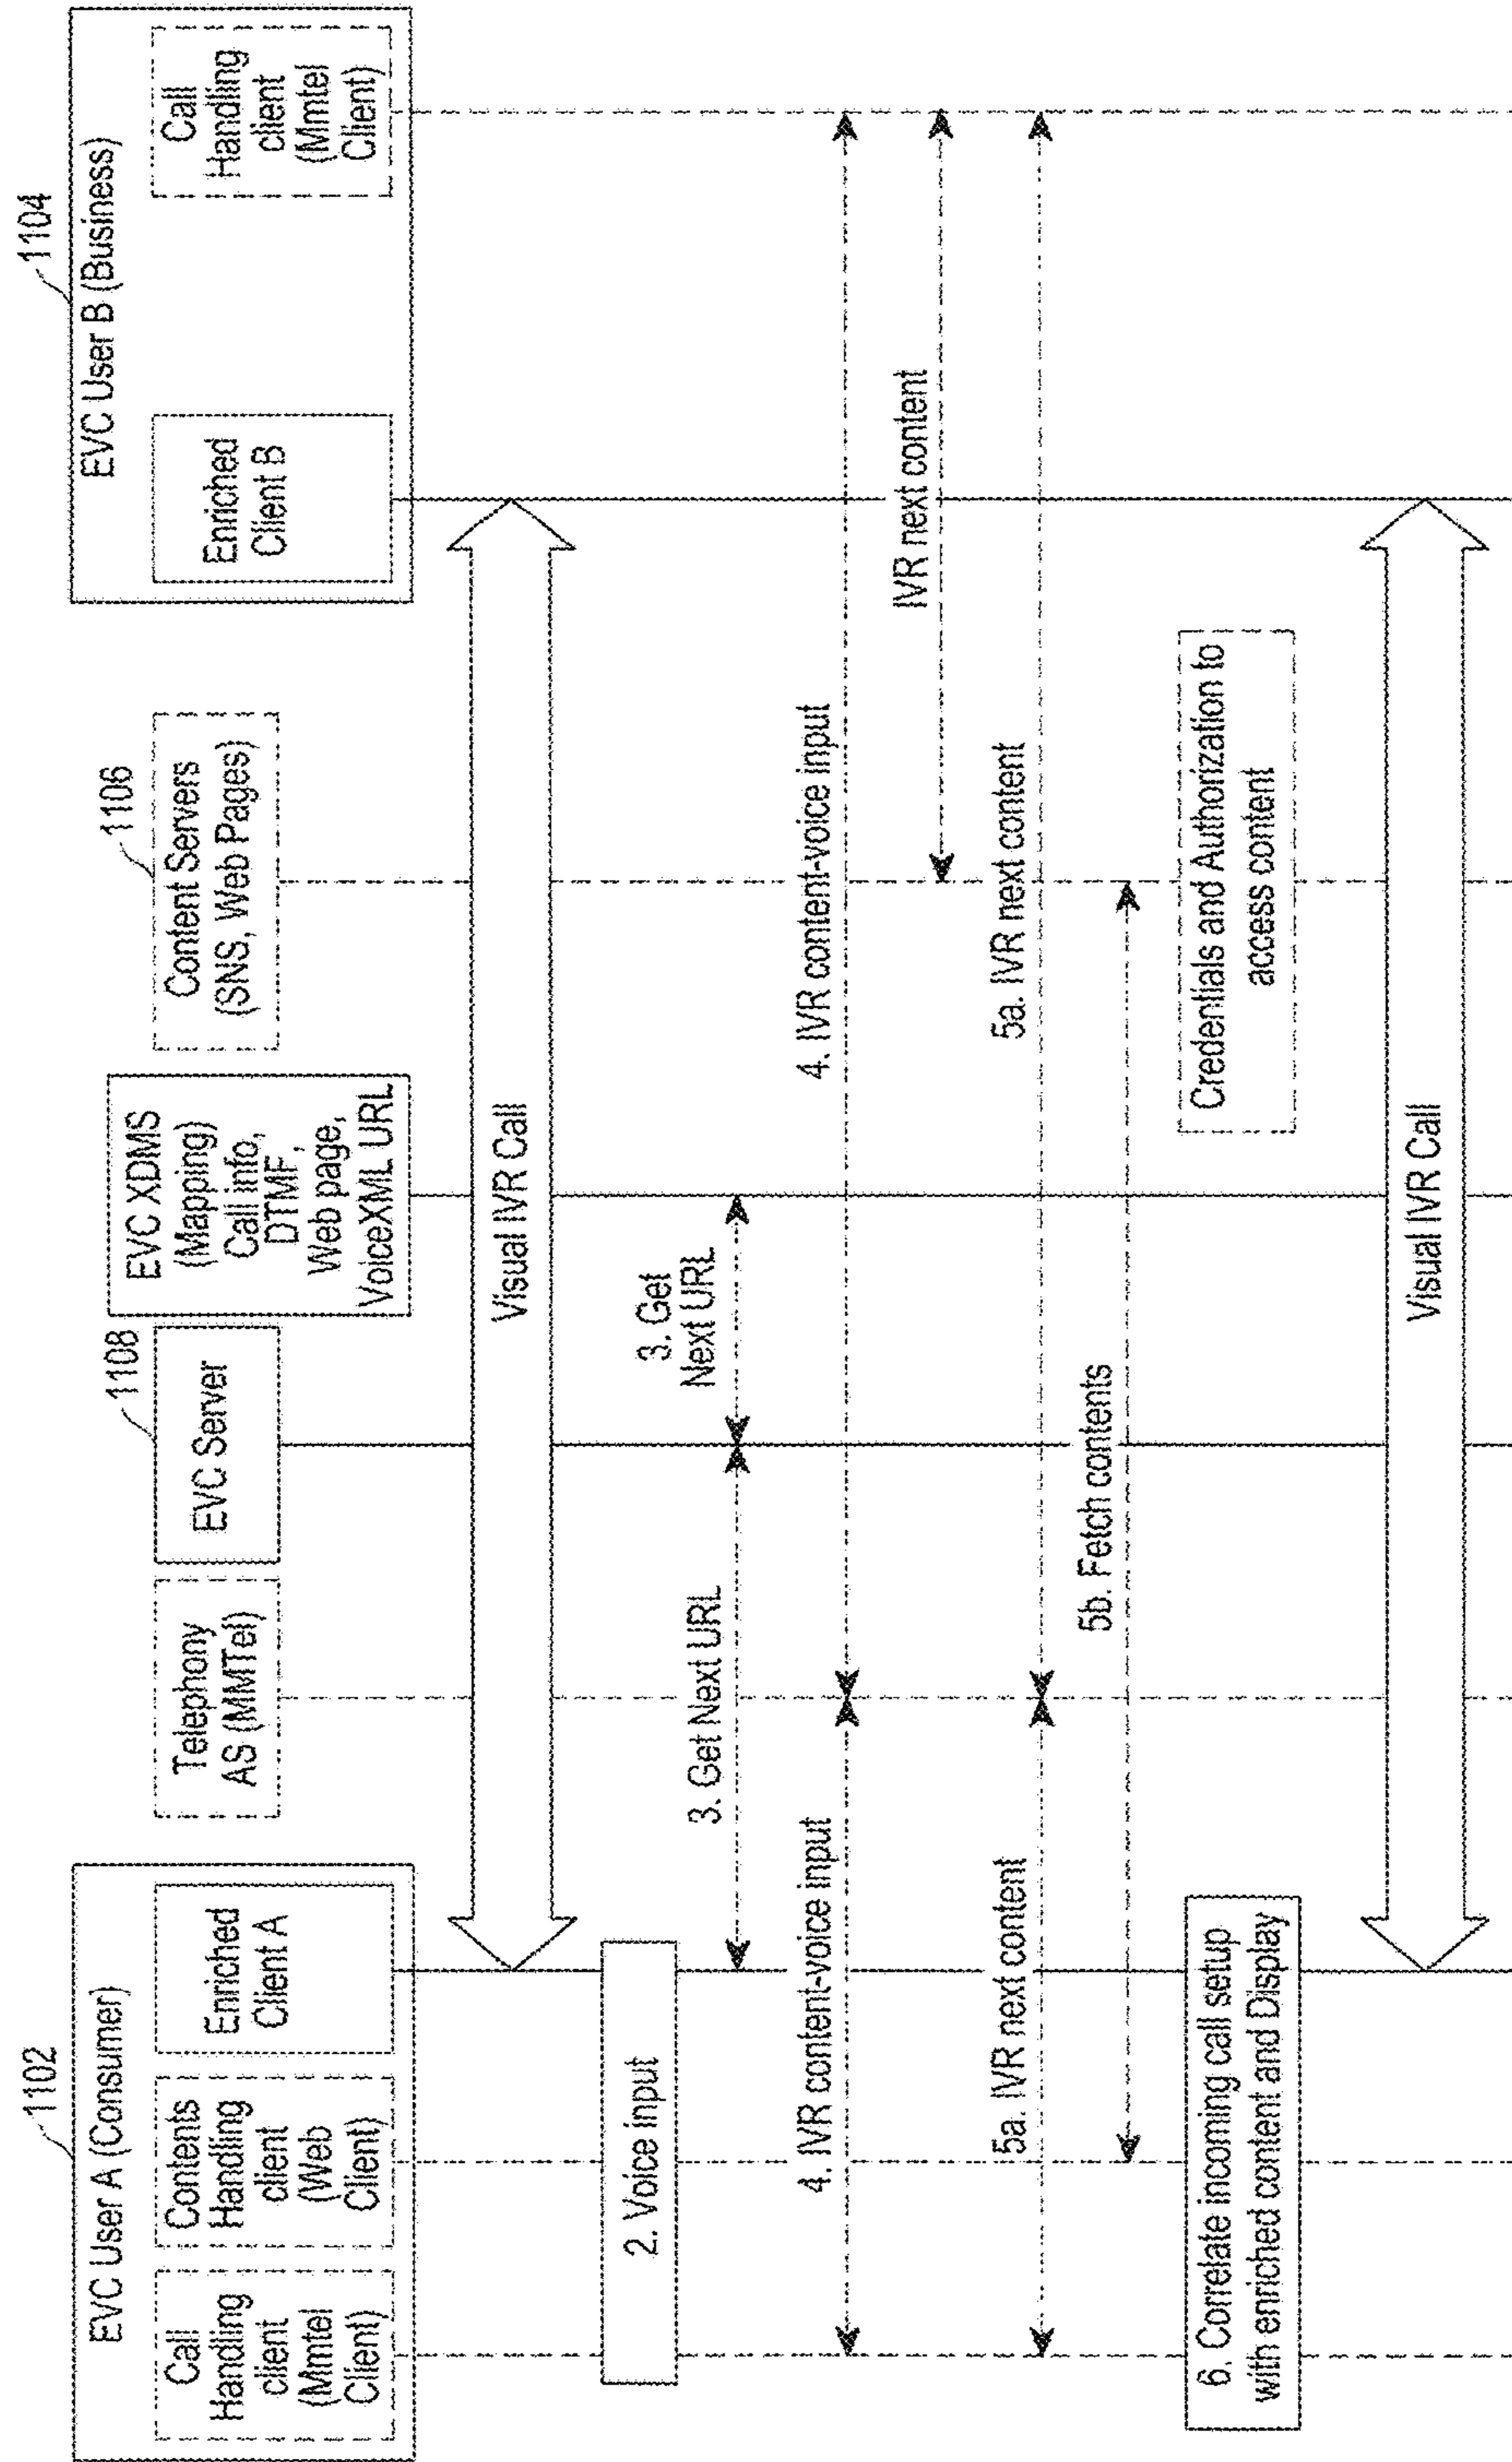 1102
EVC User A (Consumer)
Call
Handling
client
(Mmtel
Client)
Contents
Handling
client
(Web
Client)
Enriched
Client A
Telephony
AS (MMTel)
1108
EVC Server
EVC XDMS
(Mapping)
Call info,
DTMF,
Web page,
VoiceXML URL
1106
Content Servers
(SNS, Web Pages)
1104
EVC User B (Business)
Enriched
Client B
Call
Handling
client
(Mmtel
Client)
Visual IVR Call
2. Voice input
3. Get Next URL
3. Get
Next URL
4. IVR content-voice input
4. IVR content-voice input
IVR next content
5a. IVR next content
5a. IVR next content
5b. Fetch contents
6. Correlate incoming call setup
with enriched content and Display
Credentials and Authorization to
access content
Visual IVR Call